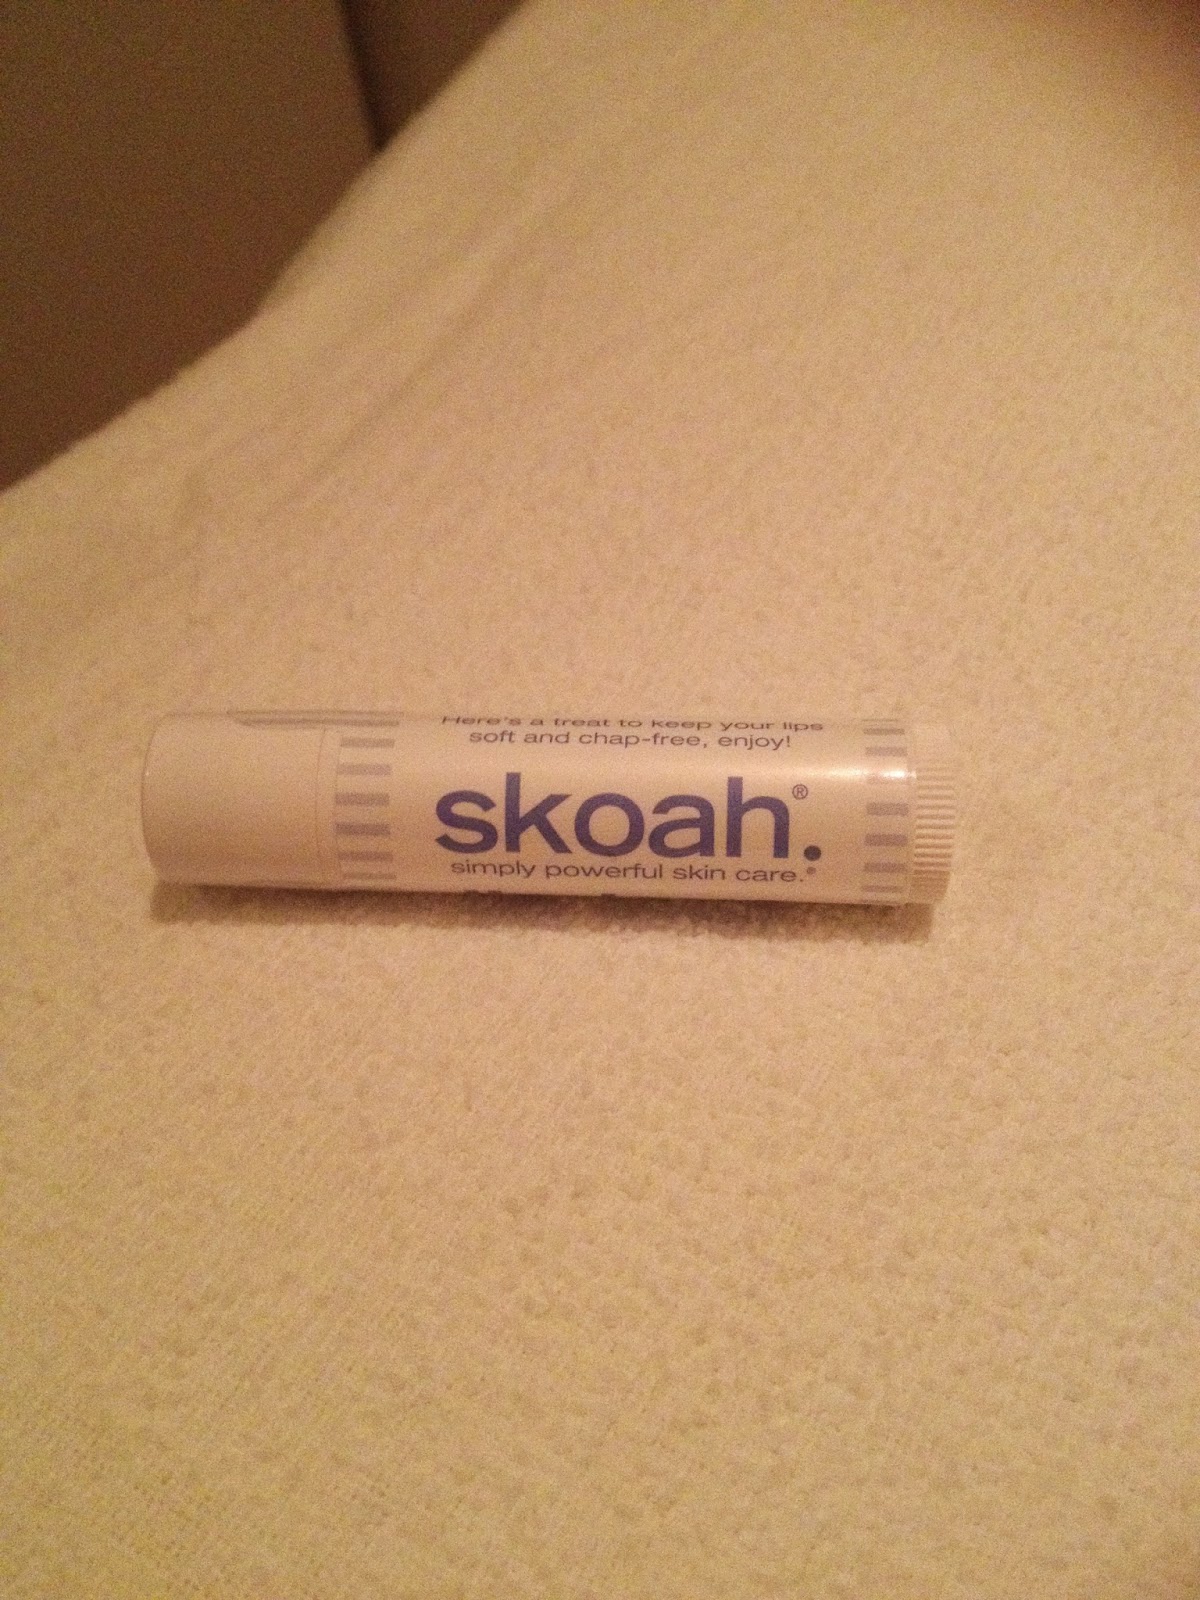 Here's a treat to keep your lips
soft and chap-free, enjoy!
skoah.®
simply powerful skin care.®